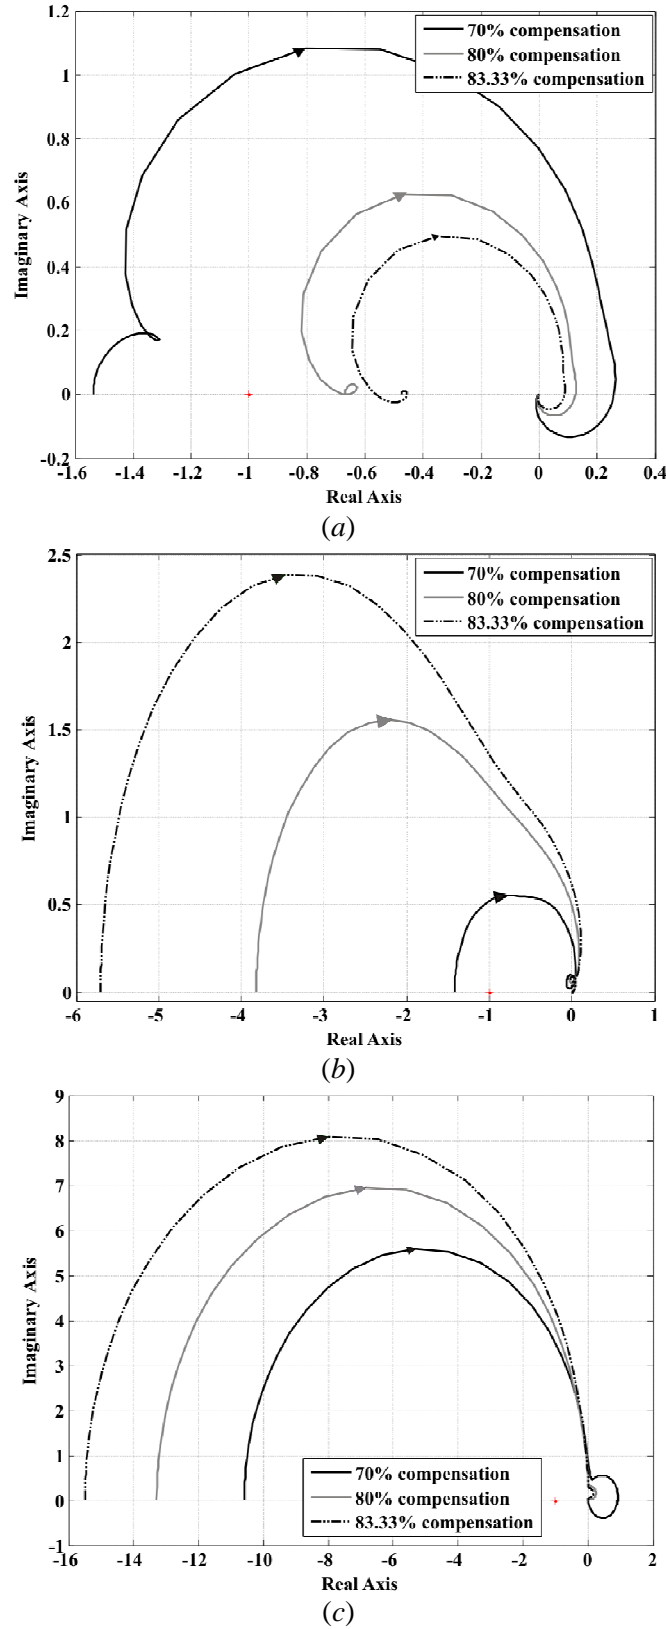 1.2
70% compensation
80% compensation
83.33% compensation
1
0.8
0.6
0.4
0.2
0
-0.2
Imaginary Axis
-1.6 -1.4 -1.2 -1 -0.8 -0.6 -0.4 -0.2 0 0.2 0.4
Real Axis
(a)
2.5
70% compensation
80% compensation
83.33% compensation
2
1.5
1
0.5
0
Imaginary Axis
-6 -5 -4 -3 -2 -1 0 1
Real Axis
(b)
9
8
7
6
5
4
3
2
1
0
-1
Imaginary Axis
70% compensation
80% compensation
83.33% compensation
-16 -14 -12 -10 -8 -6 -4 -2 0 2
Real Axis
(c)